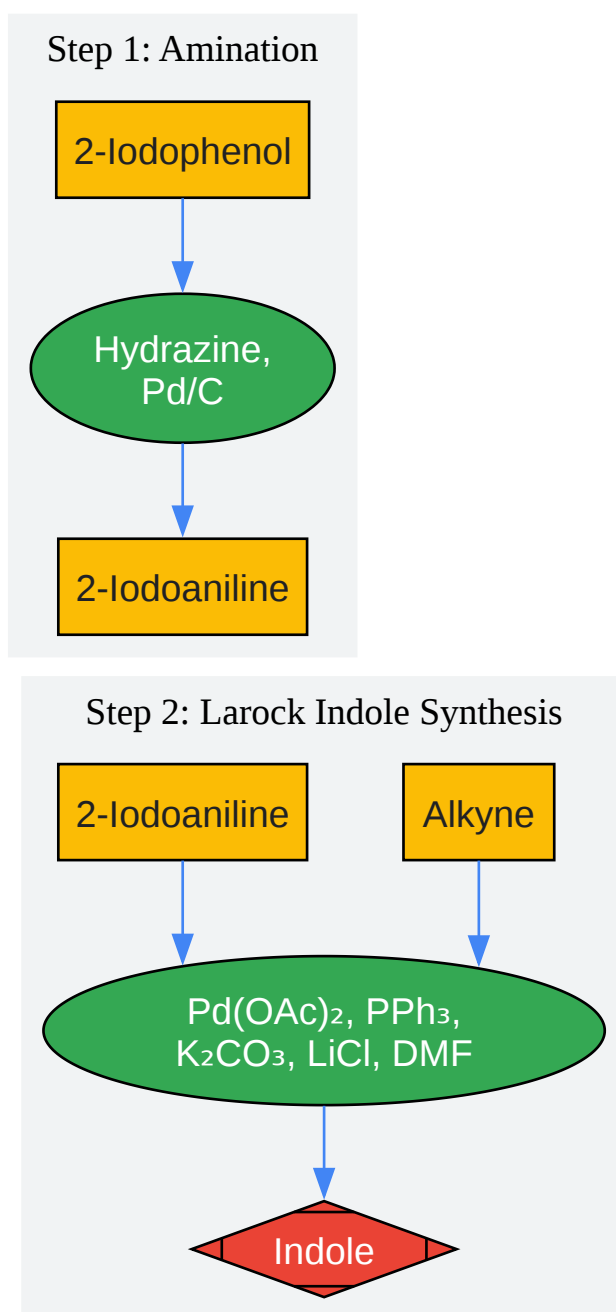 Step 1: Amination
2-Iodophenol
Hydrazine,
Pd/C
2-Iodoaniline
Step 2: Larock Indole Synthesis
2-Iodoaniline
Alkyne
Pd(OAc)₂, PPh₃,
K₂CO₃, LiCl, DMF
Indole